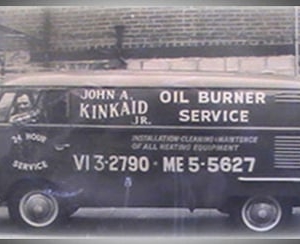 JOHN A.
KINKAID
JR.
OIL BURNER
SERVICE
INSTALLATION-CLEANING & MAINTENCE
OF ALL HEATING EQUIPMENT
24 HOUR
SERVICE
VI 3-2790 - ME 5-5627